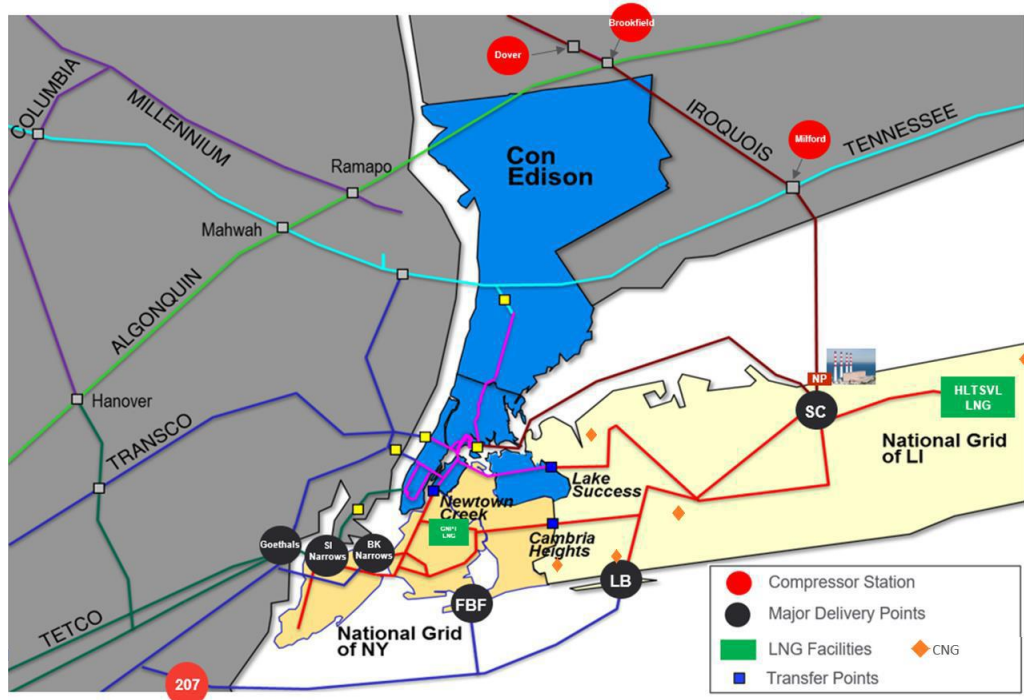 Brookfield
Dover
COLUMBIA
MILLENNIUM
IROQUOIS
TENNESSEE
Milford
Con
Edison
Ramapo
Mahwah
ALGONQUIN
Hanover
TRANSCO
NP
SC
HLTSVL
LNG
National Grid
of LI
Lake
Success
Newtown
Creek
LNG
Cambria
Heights
Goethals
SI
Narrows
BK
Narrows
FBF
LB
TETCO
National Grid
of NY
207
Compressor Station
Major Delivery Points
LNG Facilities
CNG
Transfer Points